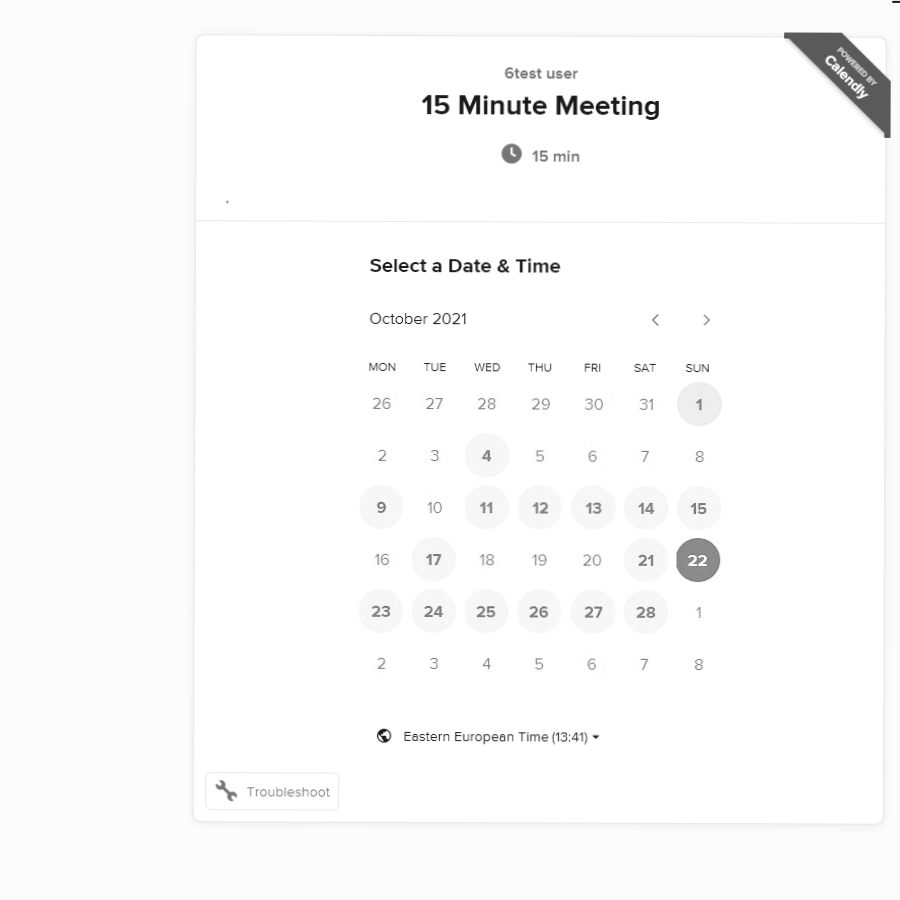 POWERED BY
Calendly
6test user
15 Minute Meeting
15 min
Select a Date & Time
October 2021
MON TUE WED THU FRI SAT SUN
26 27 28 29 30 31 1
2 3 4 5 6 7 8
9 10 11 12 13 14 15
16 17 18 19 20 21 22
23 24 25 26 27 28 1
2 3 4 5 6 7 8
Eastern European Time (13:41)
Troubleshoot